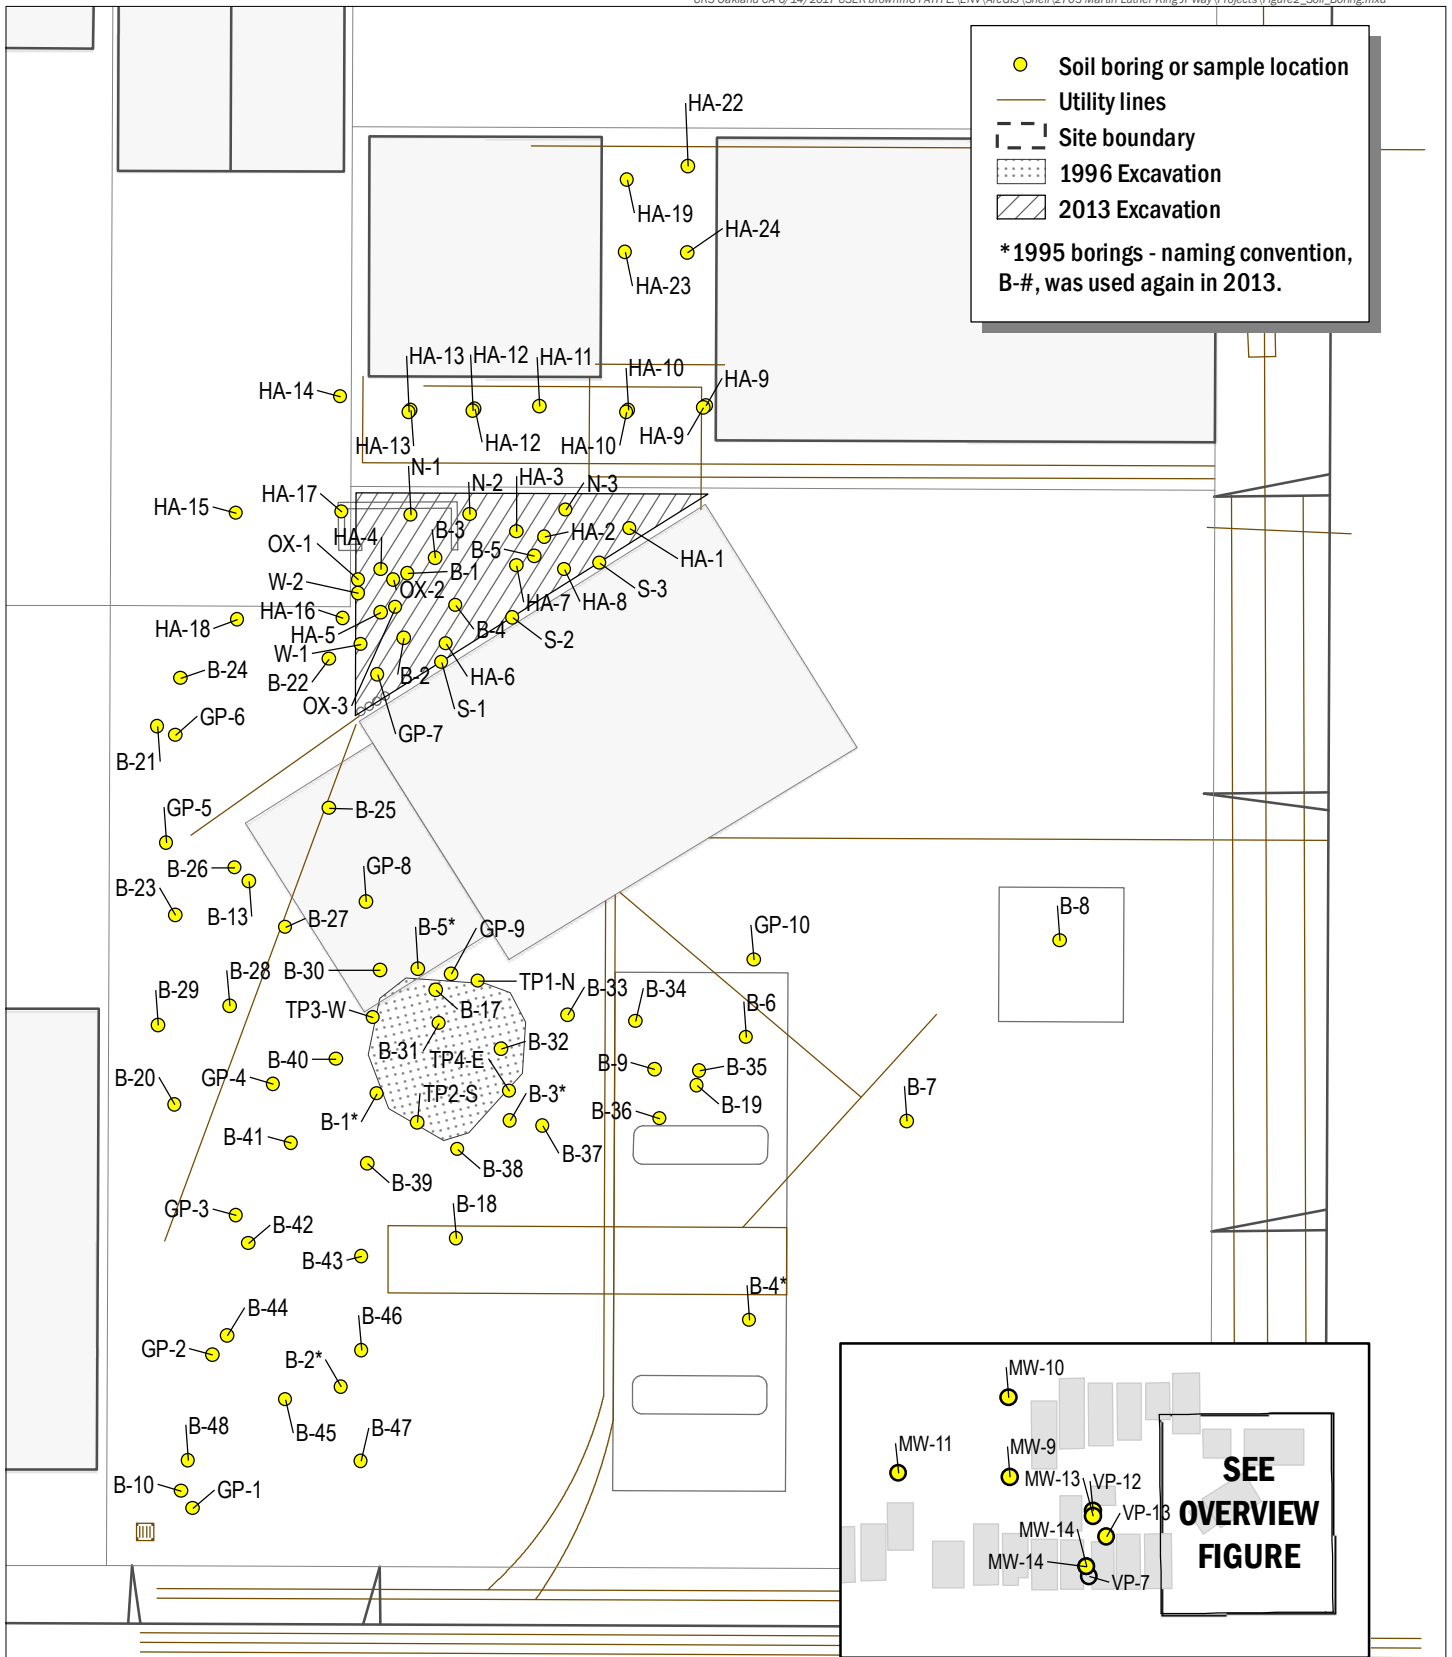 Soil boring or sample location
Utility lines
Site boundary
1996 Excavation
2013 Excavation
*1995 borings - naming convention,
B-#, was used again in 2013.
HA-22
HA-19
HA-24
HA-23
HA-13
HA-12
HA-11
HA-10
HA-9
HA-14
HA-13
HA-12
HA-10
HA-9
N-1
N-2
HA-3
N-3
HA-17
HA-15
HA-4
B-3
HA-2
B-5
HA-1
OX-1
B-1
OX-2
W-2
HA-7
HA-8
S-3
HA-16
HA-18
HA-5
B-4
S-2
W-1
B-24
B-22
B-2
HA-6
OX-3
S-1
GP-6
GP-7
B-21
GP-5
B-25
B-26
GP-8
B-23
B-13
B-27
B-5*
GP-9
B-8
GP-10
B-28
B-30
TP1-N
B-29
TP3-W
B-17
B-33
B-34
B-6
B-31
B-32
B-40
TP4-E
B-9
B-35
GP-4
B-20
TP2-S
B-3*
B-19
B-7
B-1*
B-36
B-41
B-37
B-38
B-39
GP-3
B-18
B-42
B-43
B-4*
B-44
B-46
GP-2
B-2*
B-45
B-48
B-47
B-10
GP-1
MW-10
MW-11
MW-9
MW-13
VP-12
VP-13
MW-14
MW-14
VP-7
SEE
OVERVIEW
FIGURE